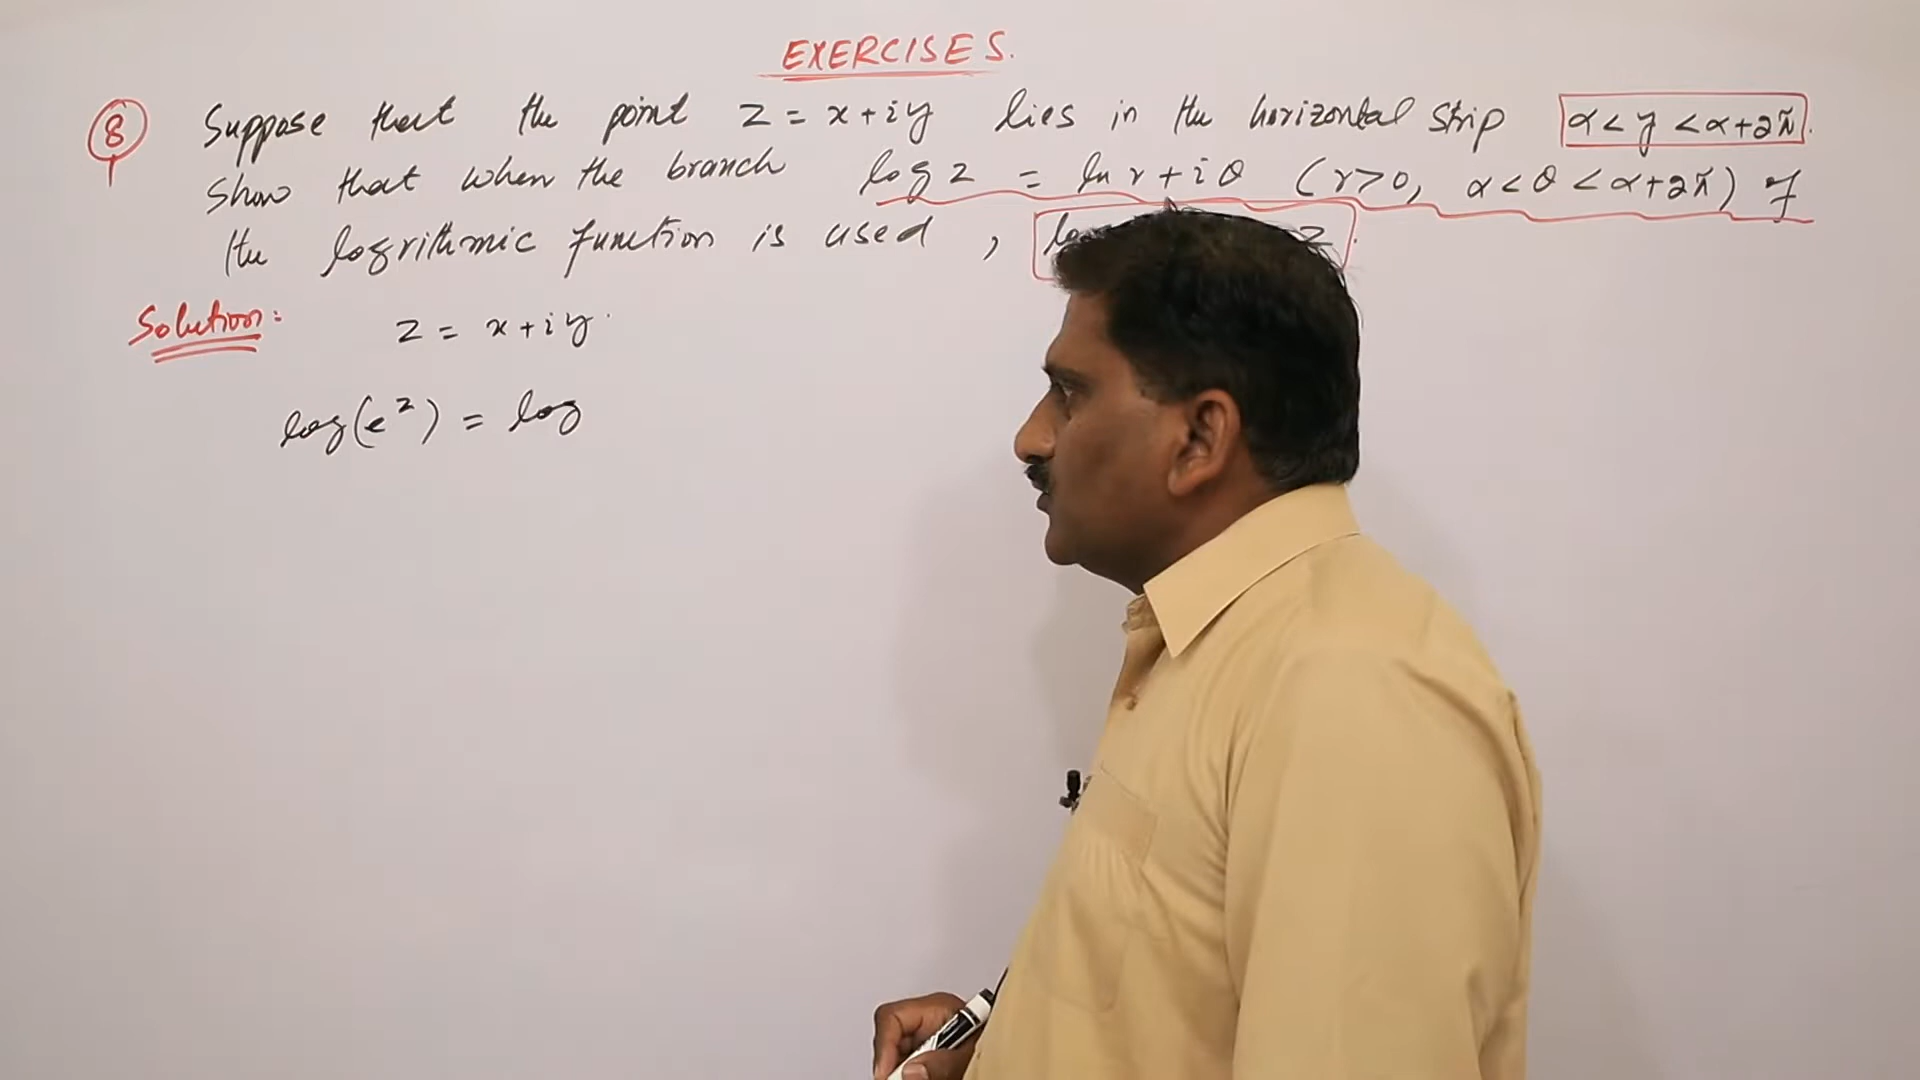 EXERCISES.
8 Suppose that the point z = x+iy lies in the horizontal strip α<y<α+2π.
Show that when the branch log z = ln r + iθ (r>0, α<θ<α+2π) of
the logrithmic function is used, z.
Solution: z = x+iy.
log(e^z) = log